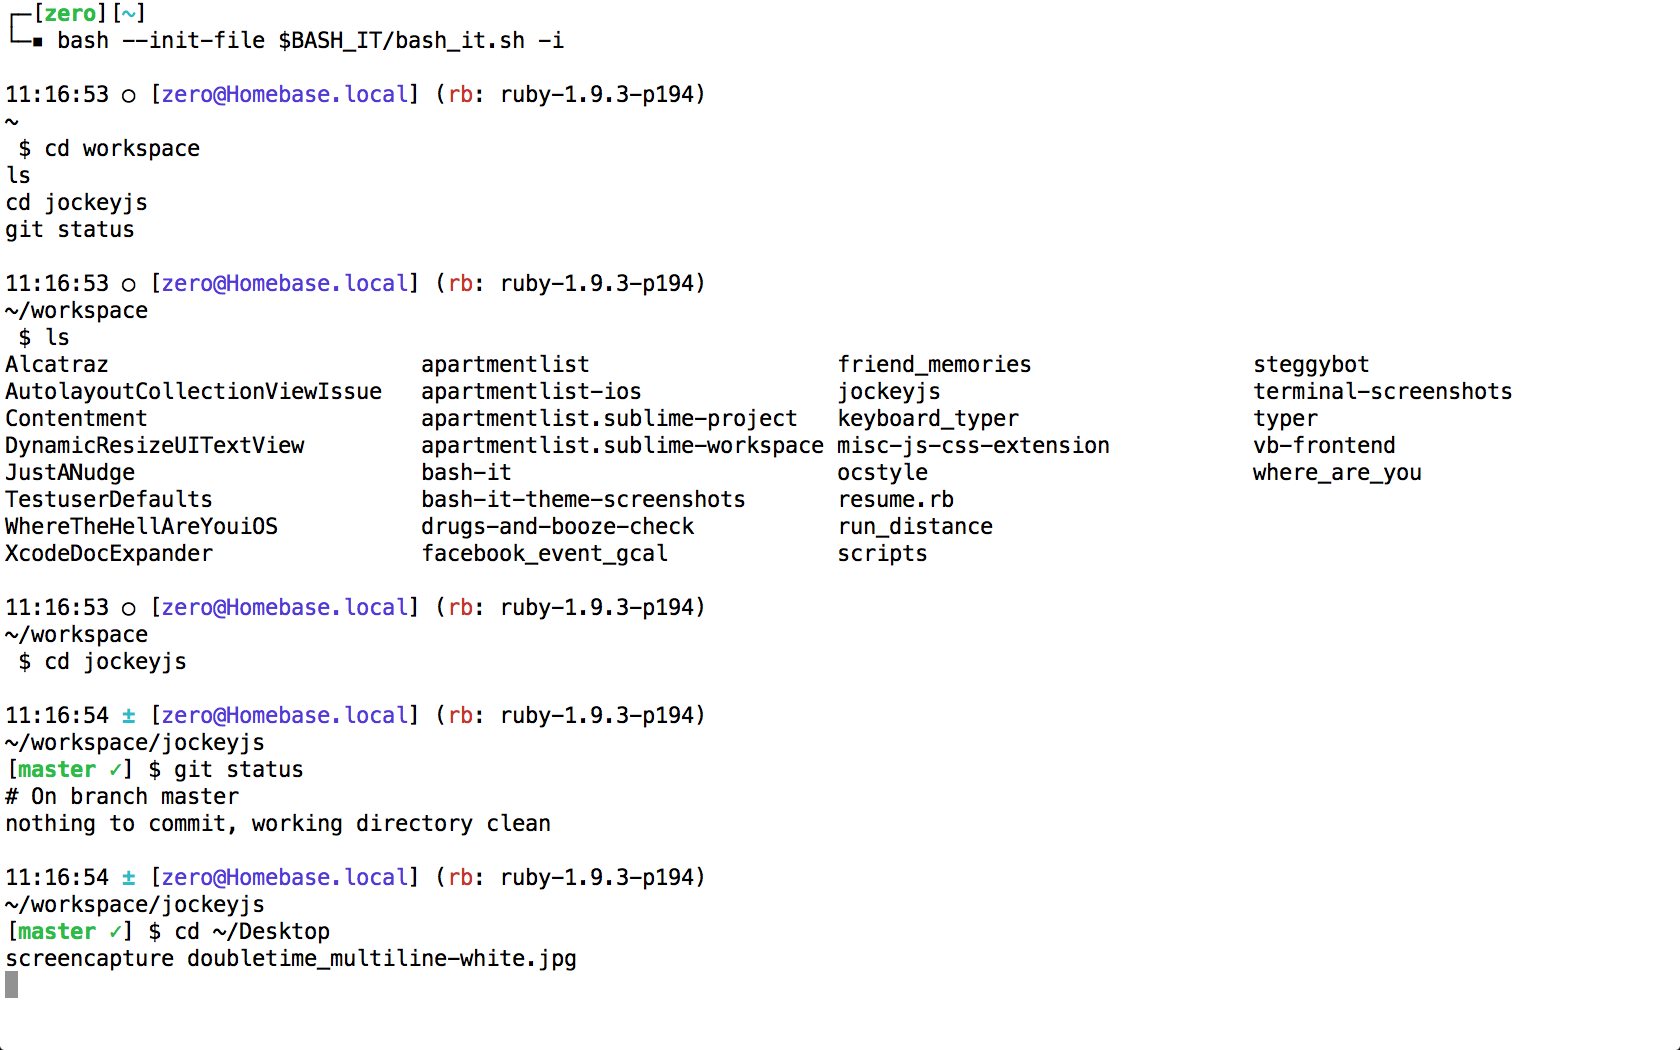 ┌─[zero][~]
└─▪ bash --init-file $BASH_IT/bash_it.sh -i
11:16:53 ○ [zero@Homebase.local] (rb: ruby-1.9.3-p194)
~
 $ cd workspace
ls
cd jockeyjs
git status
11:16:53 ○ [zero@Homebase.local] (rb: ruby-1.9.3-p194)
~/workspace
 $ ls
Alcatraz apartmentlist friend_memories steggybot
AutolayoutCollectionViewIssue apartmentlist-ios jockeyjs terminal-screenshots
Contentment apartmentlist.sublime-project keyboard_typer typer
DynamicResizeUITextView apartmentlist.sublime-workspace misc-js-css-extension vb-frontend
JustANudge bash-it ocstyle where_are_you
TestuserDefaults bash-it-theme-screenshots resume.rb
WhereTheHellAreYouiOS drugs-and-booze-check run_distance
XcodeDocExpander facebook_event_gcal scripts
11:16:53 ○ [zero@Homebase.local] (rb: ruby-1.9.3-p194)
~/workspace
 $ cd jockeyjs
11:16:54 ± [zero@Homebase.local] (rb: ruby-1.9.3-p194)
~/workspace/jockeyjs
[master ✓] $ git status
# On branch master
nothing to commit, working directory clean
11:16:54 ± [zero@Homebase.local] (rb: ruby-1.9.3-p194)
~/workspace/jockeyjs
[master ✓] $ cd ~/Desktop
screencapture doubletime_multiline-white.jpg